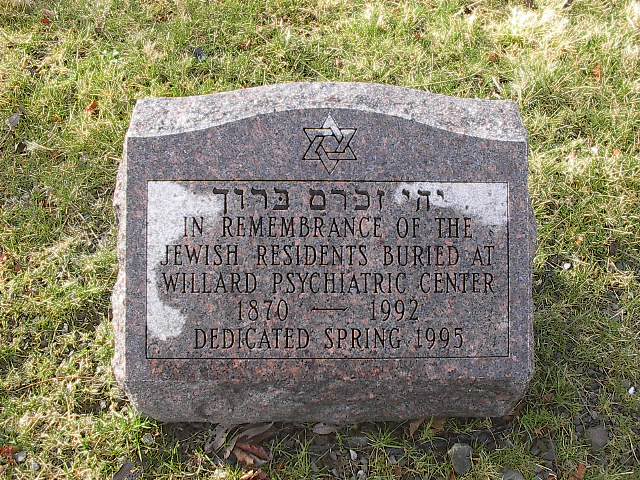 יהי זכרם ברוך
IN REMEMBRANCE OF THE
JEWISH RESIDENTS BURIED AT
WILLARD PSYCHIATRIC CENTER
1870 — 1992
DEDICATED SPRING 1995